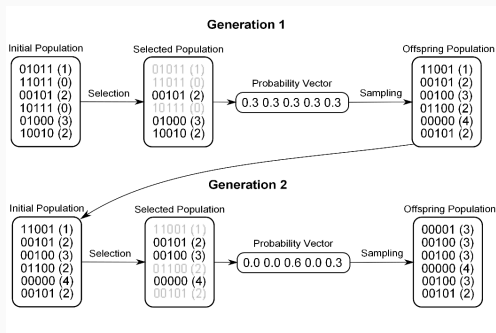 Generation 1
Initial Population
01011 (1)
11011 (0)
00101 (2)
10111 (0)
01000 (3)
10010 (2)
Selection
Selected Population
01011 (1)
11011 (0)
00101 (2)
10111 (0)
01000 (3)
10010 (2)
Probability Vector
0.3 0.3 0.3 0.3 0.3
Sampling
Offspring Population
11001 (1)
00101 (2)
00100 (3)
01100 (2)
00000 (4)
00101 (2)
Generation 2
Initial Population
11001 (1)
00101 (2)
00100 (3)
01100 (2)
00000 (4)
00101 (2)
Selection
Selected Population
11001 (1)
00101 (2)
00100 (3)
01100 (2)
00000 (4)
00101 (2)
Probability Vector
0.0 0.0 0.6 0.0 0.3
Sampling
Offspring Population
00001 (3)
00100 (3)
00100 (3)
00000 (4)
00100 (3)
00101 (2)